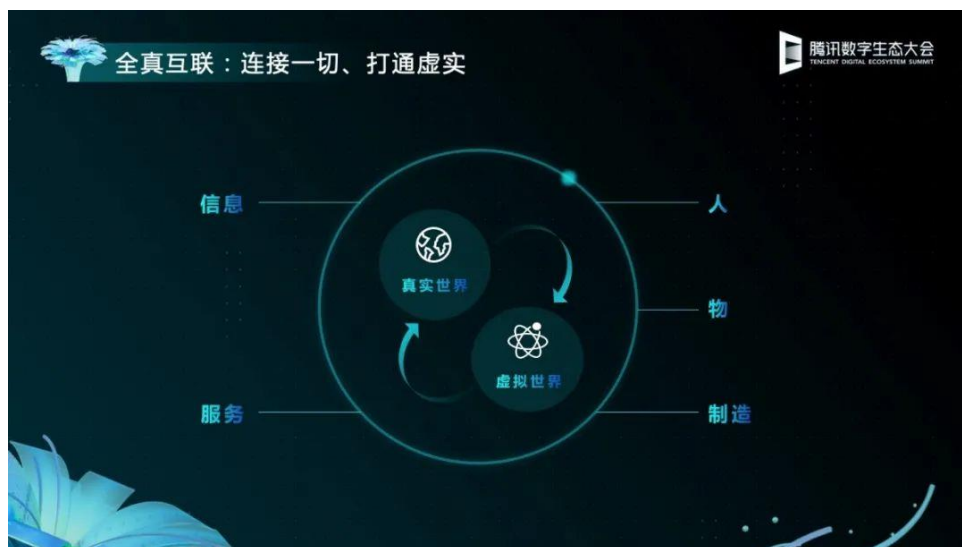 全真互联：连接一切、打通虚实
腾讯数字生态大会
TENCENT DIGITAL ECOSYSTEM SUMMIT
信息
人
真实世界
物
虚拟世界
服务
制造